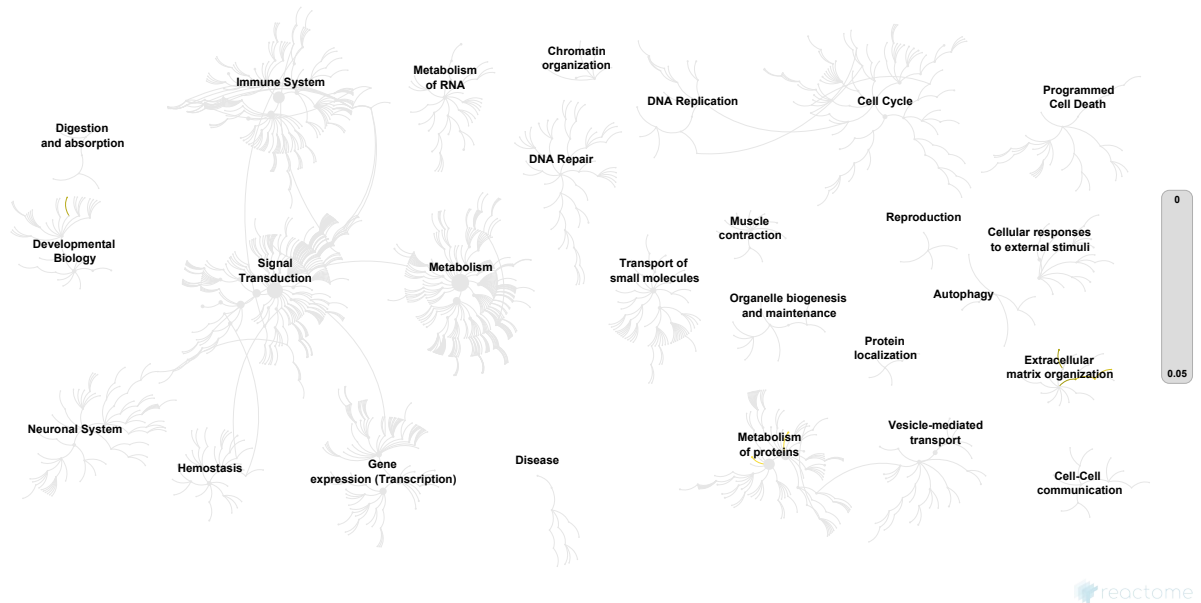 Immune System
Metabolism
of RNA
Chromatin
organization
DNA Replication
Cell Cycle
Programmed
Cell Death
Digestion
and absorption
DNA Repair
Developmental
Biology
Signal
Transduction
Metabolism
Transport of
small molecules
Muscle
contraction
Reproduction
Cellular responses
to external stimuli
Organelle biogenesis
and maintenance
Autophagy
Protein
localization
Extracellular
matrix organization
0
0.05
Neuronal System
Hemostasis
Gene
expression (Transcription)
Disease
Metabolism
of proteins
Vesicle-mediated
transport
Cell-Cell
communication
reactome